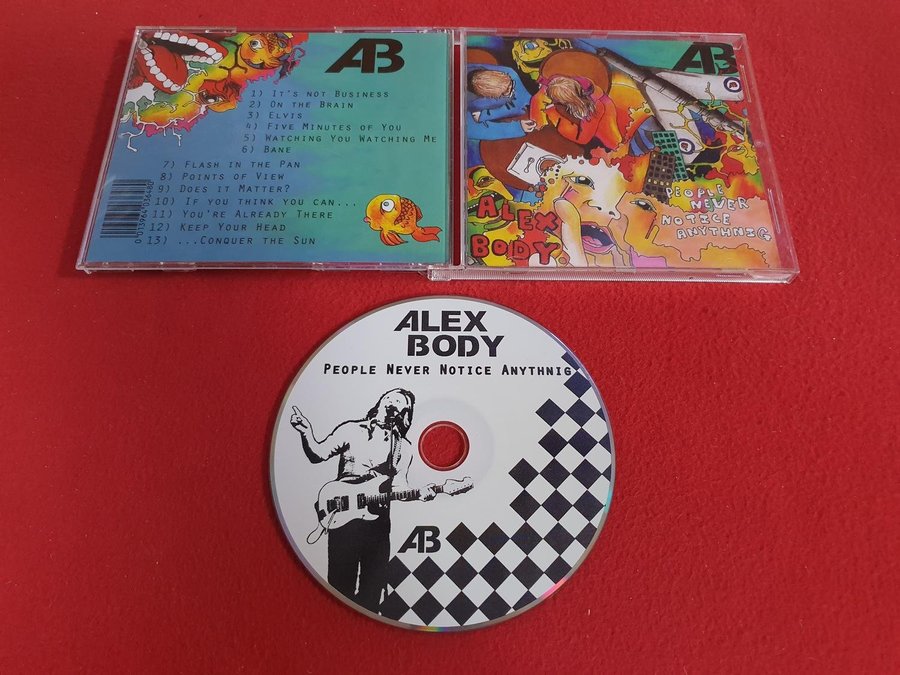 AB
1) It's not Business
2) On the Brain
3) Elvis
4) Five Minutes of You
5) Watching You Watching Me
6) Bane
7) Flash in the Pan
8) Points of View
9) Does it Matter?
10) If you think you can...
11) You're Already There
12) Keep Your Head
13) ...Conquer the Sun
0 013964 036480
AB
ALEX
BODY
PEOPLE
NEVER
NOTICE
ANYTHNIG
ALEX
BODY
People Never Notice Anythnig
AB